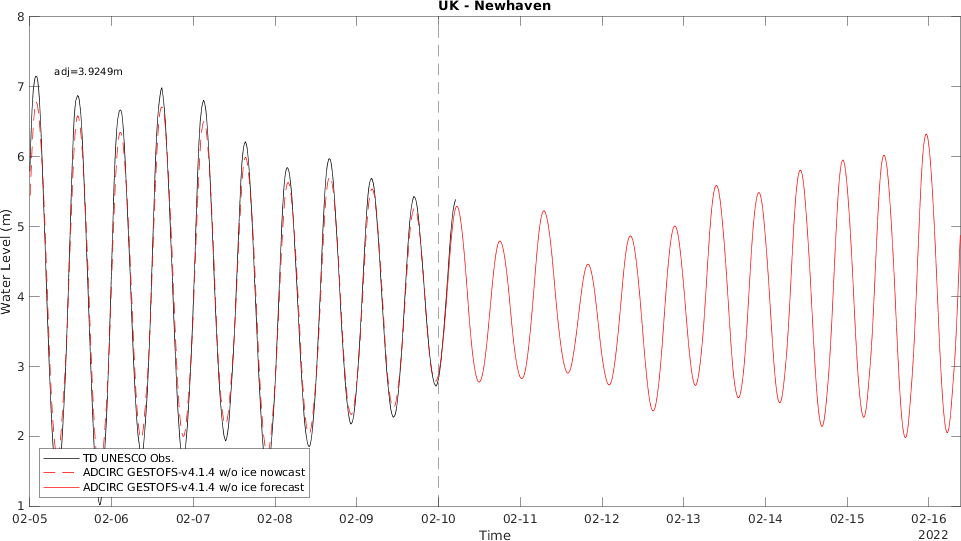 UK - Newhaven
adj=3.9249m
Water Level (m)
8
7
6
5
4
3
2
1
TD UNESCO Obs.
ADCIRC GESTOFS-v4.1.4 w/o ice nowcast
ADCIRC GESTOFS-v4.1.4 w/o ice forecast
02-05 02-06 02-07 02-08 02-09 02-10 02-11 02-12 02-13 02-14 02-15 02-16
Time
2022